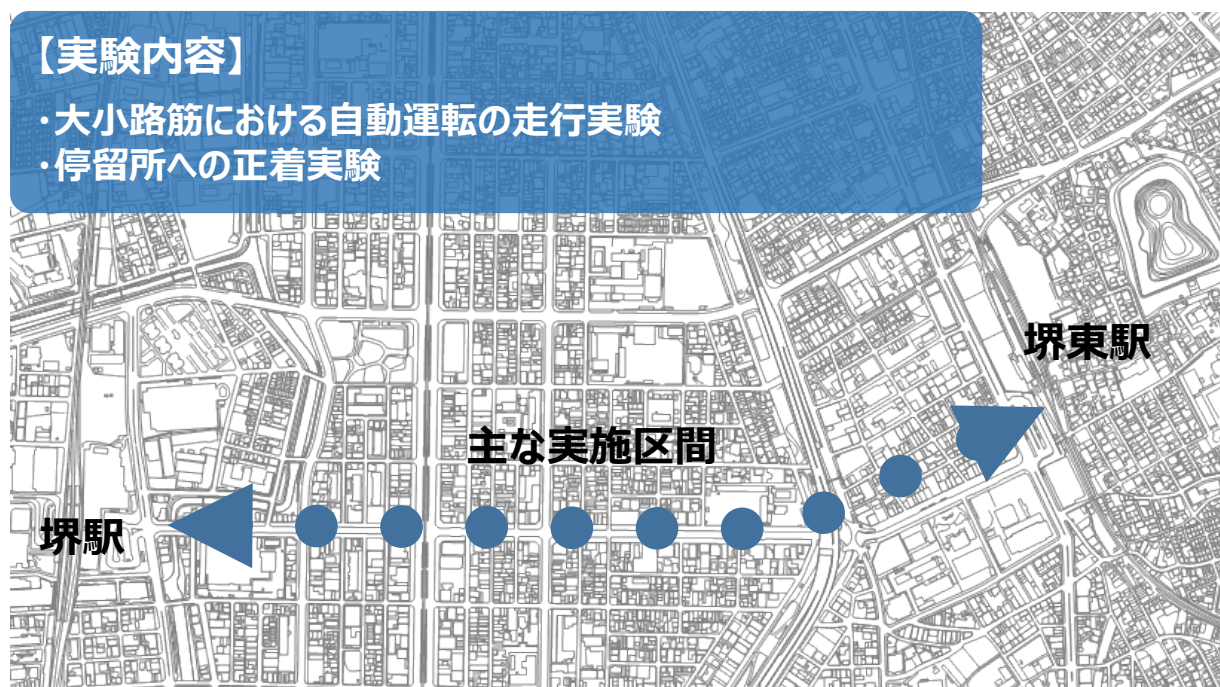 【実験内容】
・大小路筋における自動運転の走行実験
・停留所への正着実験
堺東駅
主な実施区間
堺駅